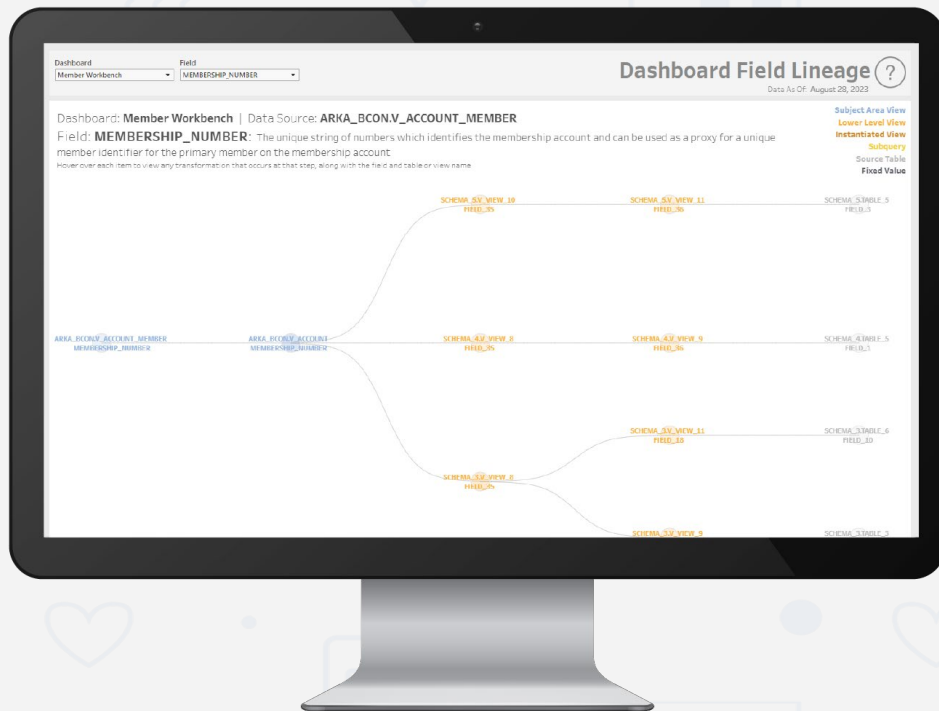 Dashboard
Field
Member Workbench
MEMBERSHIP_NUMBER
Dashboard Field Lineage ?
Data As Of: August 28, 2023
Dashboard: Member Workbench | Data Source: ARKA_BCON.V_ACCOUNT_MEMBER
Field: MEMBERSHIP_NUMBER: The unique string of numbers which identifies the membership account and can be used as a proxy for a unique
member identifier for the primary member on the membership account
Hover over each item to view any transformation that occurs at that step, along with the field and table or view name
Subject Area View
Lower Level View
Instantiated View
Subquery
Source Table
Fixed Value
SCHEMA_5.V_VIEW_10
FIELD_35
SCHEMA_5.V_VIEW_11
FIELD_36
SCHEMA_5.TABLE_5
FIELD_3
ARKA_BCON.V_ACCOUNT_MEMBER
MEMBERSHIP_NUMBER
ARKA_BCON.V_ACCOUNT
MEMBERSHIP_NUMBER
SCHEMA_4.V_VIEW_8
FIELD_35
SCHEMA_4.V_VIEW_9
FIELD_36
SCHEMA_4.TABLE_5
SCHEMA_3.V_VIEW_11
SCHEMA_3.TABLE_6
FIELD_10
SCHEMA_3.V_VIEW_8
FIELD_35
SCHEMA_3.V_VIEW_9
SCHEMA_3.TABLE_3